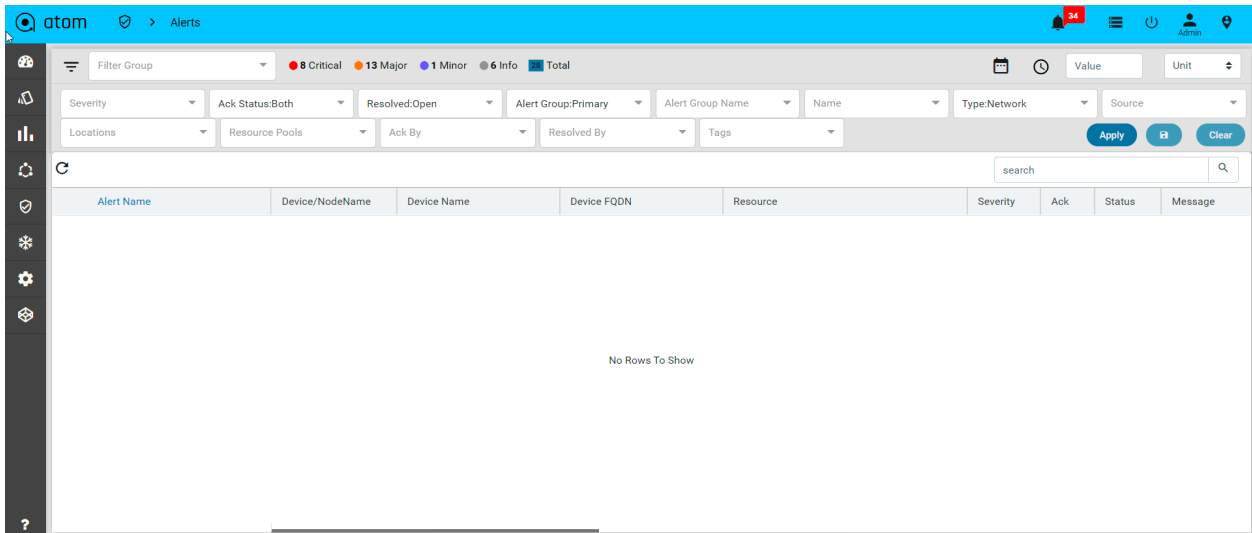 atom > Alerts 34 Admin
Filter Group 8 Critical 13 Major 1 Minor 6 Info 28 Total Value Unit
Severity Ack Status:Both Resolved:Open Alert Group:Primary Alert Group Name Name Type:Network Source
Locations Resource Pools Ack By Resolved By Tags Apply Clear
search
Alert Name Device/NodeName Device Name Device FQDN Resource Severity Ack Status Message
No Rows To Show
?